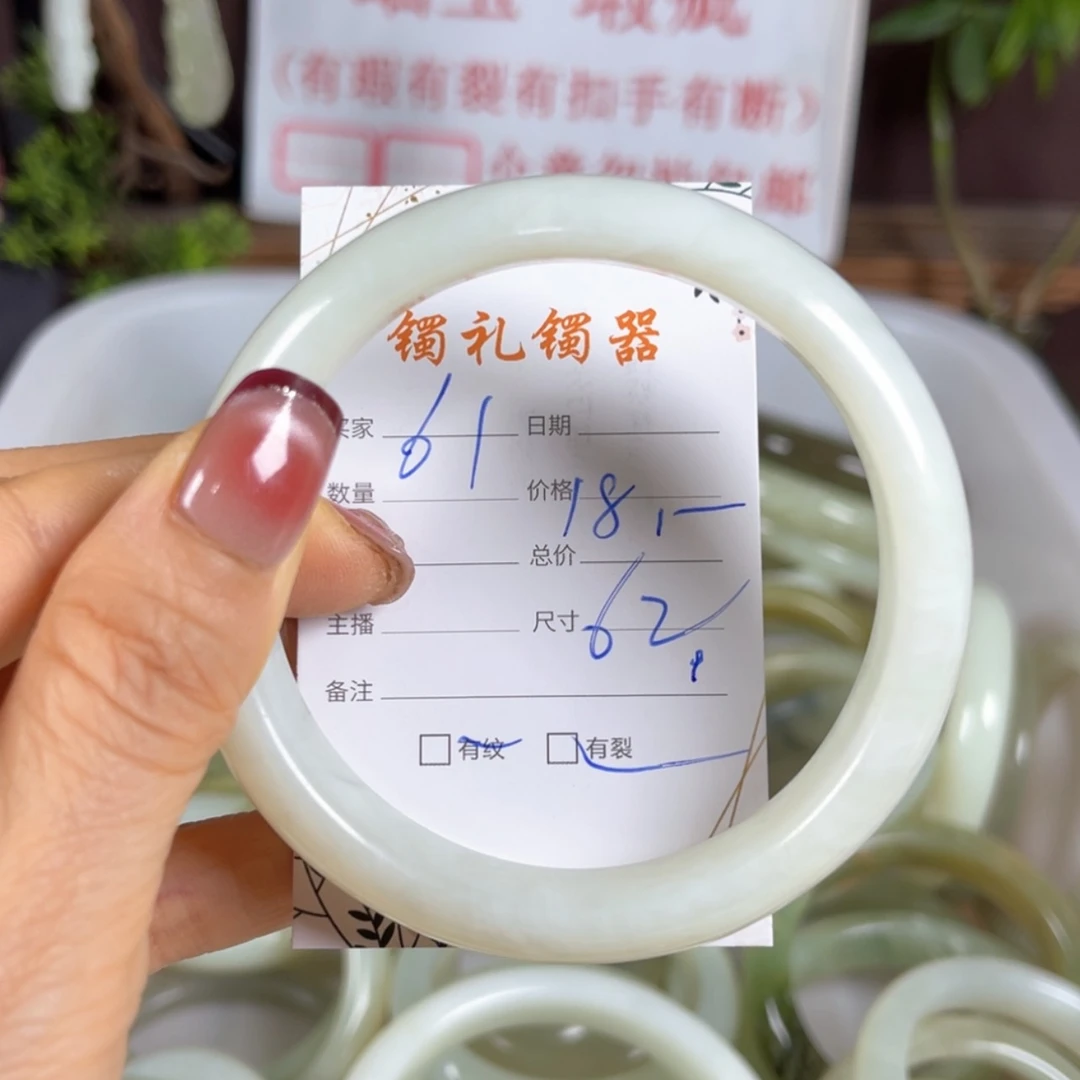 （有瑕有裂有扣手有断）
镯礼镯器
买家 61 日期
数量 价格 18,—
总价
主播 尺寸 62,
备注
有纹 有裂